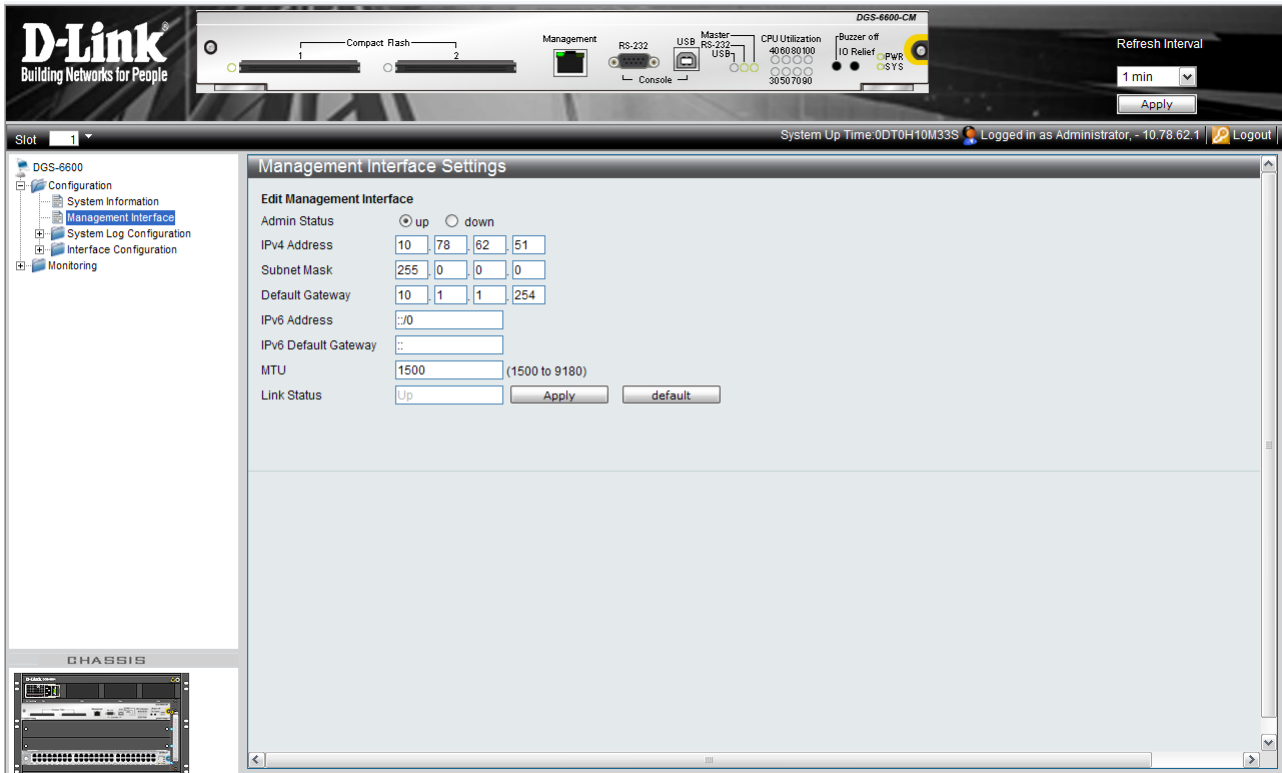 D-Link®
Building Networks for People
DGS-6600-CM
Compact Flash
1
2
Management
RS-232
Console
USB
Master
RS-232
USB
CPU Utilization
40 60 80 100
30 50 70 90
Buzzer off
IO Relief
PWR
SYS
Refresh Interval
1 min
Apply
Slot 1
System Up Time:0DT0H10M33S
Logged in as Administrator, - 10.78.62.1
Logout
DGS-6600
Configuration
System Information
Management Interface
System Log Configuration
Interface Configuration
Monitoring
CHASSIS
Management Interface Settings
Edit Management Interface
Admin Status up down
IPv4 Address 10 . 78 . 62 . 51
Subnet Mask 255 . 0 . 0 . 0
Default Gateway 10 . 1 . 1 . 254
IPv6 Address ::/0
IPv6 Default Gateway ::
MTU 1500 (1500 to 9180)
Link Status Up Apply default